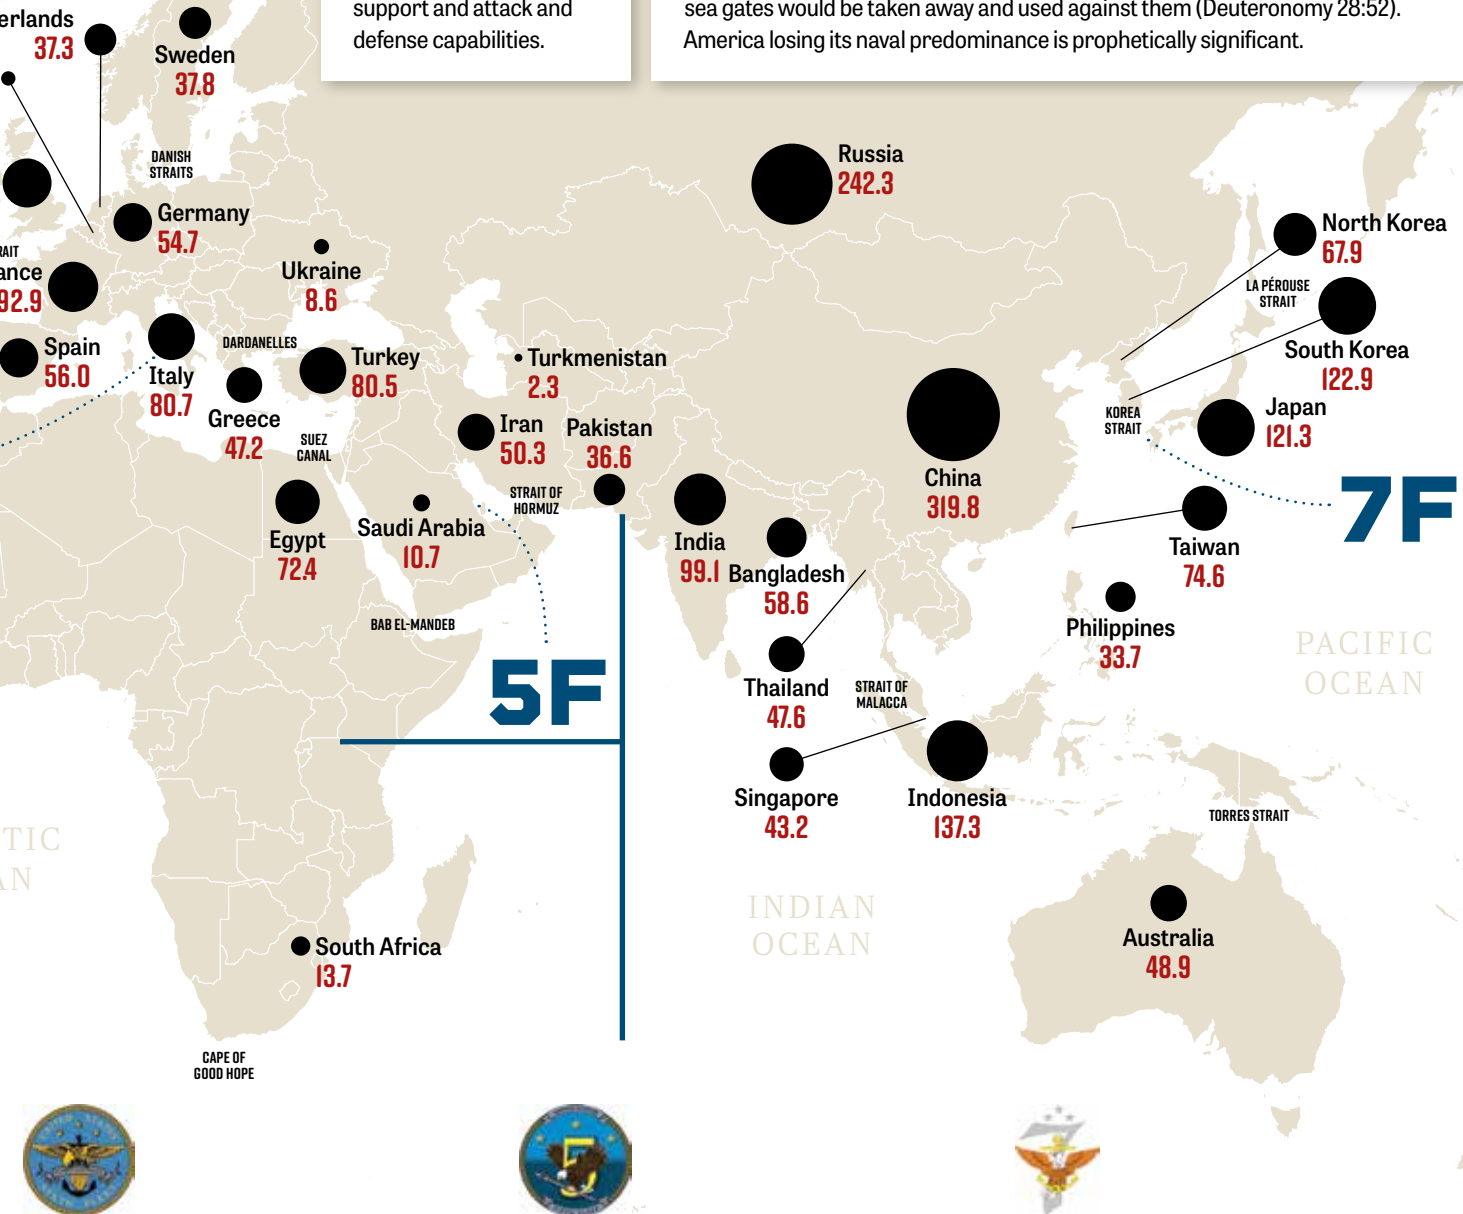 support and attack and
defense capabilities.
sea gates would be taken away and used against them (Deuteronomy 28:52).
America losing its naval predominance is prophetically significant.
erlands
37.3
Sweden
37.8
DANISH
STRAITS
Germany
54.7
RAIT
ance
92.9
Ukraine
8.6
Spain
56.0
Italy
80.7
DARDANELLES
Greece
47.2
Turkey
80.5
SUEZ
CANAL
Egypt
72.4
Saudi Arabia
10.7
BAB EL-MANDEB
Turkmenistan
2.3
Iran
50.3
Pakistan
36.6
STRAIT OF
HORMUZ
5F
Russia
242.3
China
319.8
India
99.1
Bangladesh
58.6
Thailand
47.6
STRAIT OF
MALACCA
Singapore
43.2
Indonesia
137.3
North Korea
67.9
LA PÉROUSE
STRAIT
South Korea
122.9
KOREA
STRAIT
Japan
121.3
7F
Taiwan
74.6
Philippines
33.7
PACIFIC
OCEAN
TORRES STRAIT
TIC
AN
INDIAN
OCEAN
Australia
48.9
South Africa
13.7
CAPE OF
GOOD HOPE
5
7